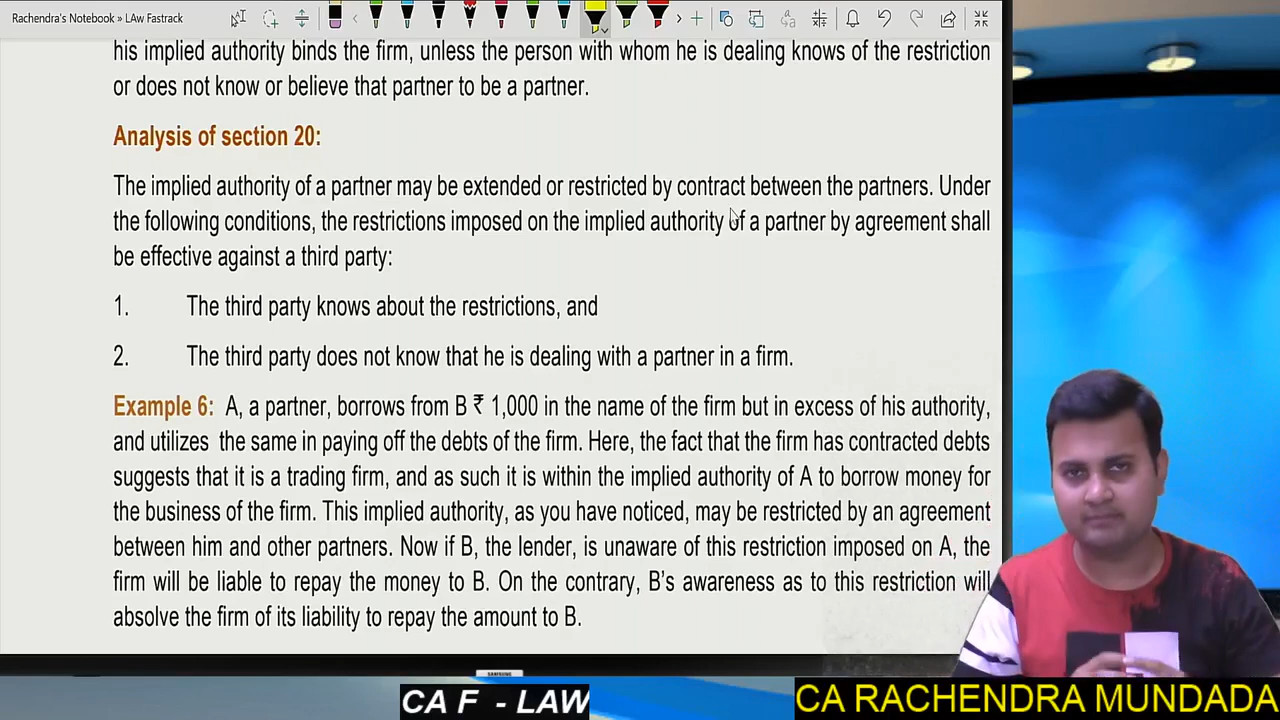 Rachendra's Notebook » LAw Fastrack
his implied authority binds the firm, unless the person with whom he is dealing knows of the restriction
or does not know or believe that partner to be a partner.
Analysis of section 20:
The implied authority of a partner may be extended or restricted by contract between the partners. Under
the following conditions, the restrictions imposed on the implied authority of a partner by agreement shall
be effective against a third party:
1. The third party knows about the restrictions, and
2. The third party does not know that he is dealing with a partner in a firm.
Example 6: A, a partner, borrows from B ₹ 1,000 in the name of the firm but in excess of his authority,
and utilizes the same in paying off the debts of the firm. Here, the fact that the firm has contracted debts
suggests that it is a trading firm, and as such it is within the implied authority of A to borrow money for
the business of the firm. This implied authority, as you have noticed, may be restricted by an agreement
between him and other partners. Now if B, the lender, is unaware of this restriction imposed on A, the
firm will be liable to repay the money to B. On the contrary, B's awareness as to this restriction will
absolve the firm of its liability to repay the amount to B.
SAMSUNG
CA F - LAW
CA RACHENDRA MUNDADA